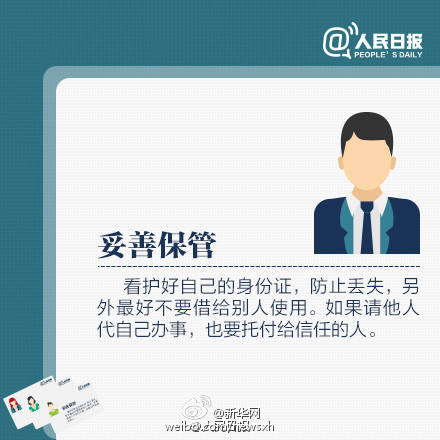 @人民日报
PEOPLE'S DAILY
妥善保管
看护好自己的身份证，防止丢失，另
外最好不要借给别人使用。如果请他人
代自己办事，也要托付给信任的人。
@新华网